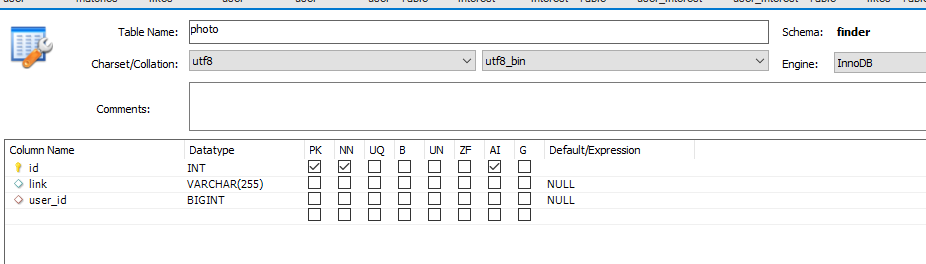 Table Name: photo Schema: finder
Charset/Collation: utf8 utf8_bin Engine: InnoDB
Comments:
Column Name Datatype PK NN UQ B UN ZF AI G Default/Expression
id INT
link VARCHAR(255) NULL
user_id BIGINT NULL